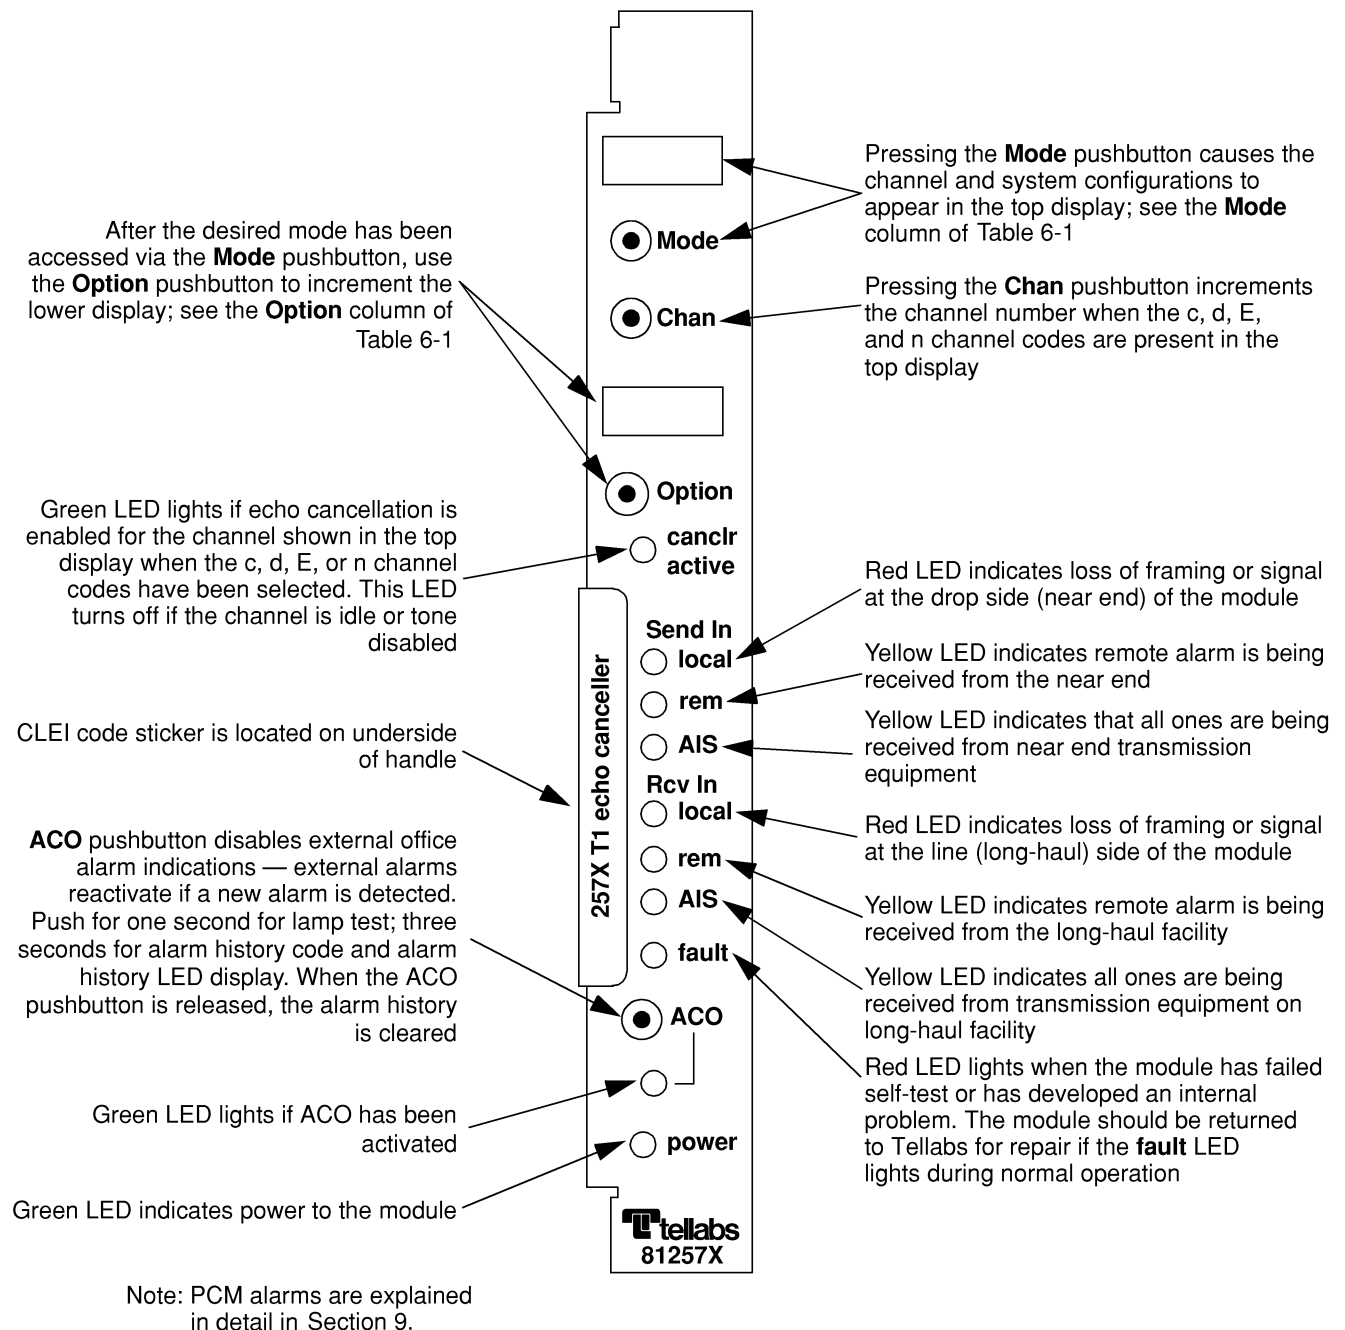 Pressing the Mode pushbutton causes the
channel and system configurations to
appear in the top display; see the Mode
column of Table 6-1
After the desired mode has been
accessed via the Mode pushbutton, use
the Option pushbutton to increment the
lower display; see the Option column of
Table 6-1
Mode
Pressing the Chan pushbutton increments
the channel number when the c, d, E,
and n channel codes are present in the
top display
Chan
Option
Green LED lights if echo cancellation is
enabled for the channel shown in the top
display when the c, d, E, or n channel
codes have been selected. This LED
turns off if the channel is idle or tone
disabled
canclr
active
Red LED indicates loss of framing or signal
at the drop side (near end) of the module
Send In
local
rem
AIS
Yellow LED indicates remote alarm is being
received from the near end
Yellow LED indicates that all ones are being
received from near end transmission
equipment
CLEI code sticker is located on underside
of handle
257X T1 echo canceller
Rcv In
local
rem
AIS
fault
Red LED indicates loss of framing or signal
at the line (long-haul) side of the module
Yellow LED indicates remote alarm is being
received from the long-haul facility
Yellow LED indicates all ones are being
received from transmission equipment on
long-haul facility
ACO pushbutton disables external office
alarm indications — external alarms
reactivate if a new alarm is detected.
Push for one second for lamp test; three
seconds for alarm history code and alarm
history LED display. When the ACO
pushbutton is released, the alarm history
is cleared
ACO
Red LED lights when the module has failed
self-test or has developed an internal
problem. The module should be returned
to Tellabs for repair if the fault LED
lights during normal operation
Green LED lights if ACO has been
activated
power
Green LED indicates power to the module
tellabs
81257X
Note: PCM alarms are explained
in detail in Section 9.